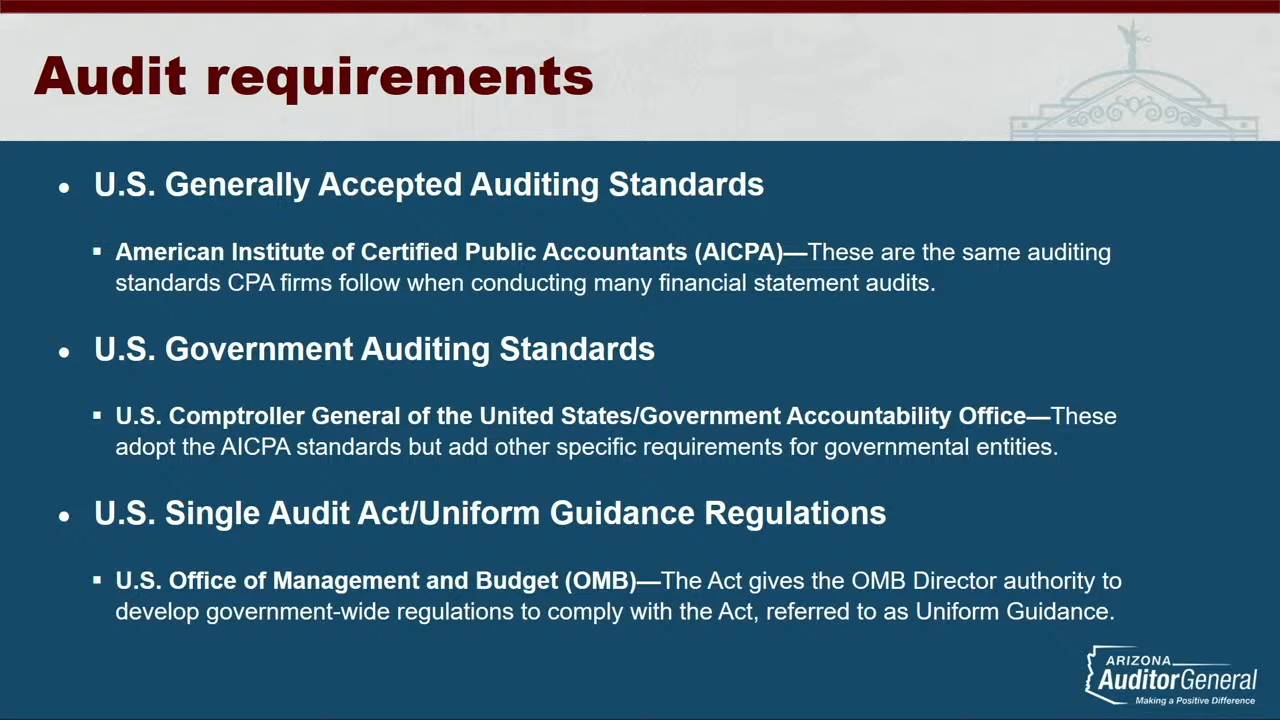 Audit requirements
• U.S. Generally Accepted Auditing Standards
▪ American Institute of Certified Public Accountants (AICPA)—These are the same auditing
standards CPA firms follow when conducting many financial statement audits.
• U.S. Government Auditing Standards
▪ U.S. Comptroller General of the United States/Government Accountability Office—These
adopt the AICPA standards but add other specific requirements for governmental entities.
• U.S. Single Audit Act/Uniform Guidance Regulations
▪ U.S. Office of Management and Budget (OMB)—The Act gives the OMB Director authority to
develop government-wide regulations to comply with the Act, referred to as Uniform Guidance.
ARIZONA
AuditorGeneral
Making a Positive Difference